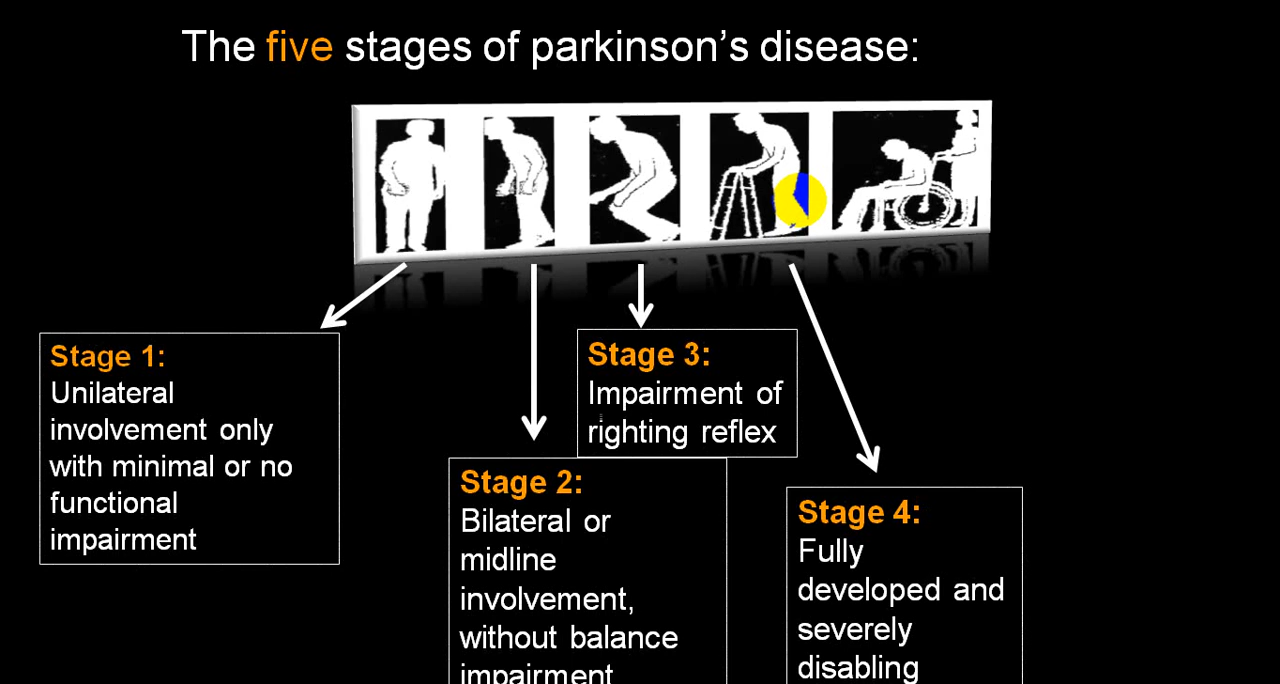 The five stages of parkinson's disease:
Stage 1:
Unilateral
involvement only
with minimal or no
functional
impairment
Stage 2:
Bilateral or
midline
involvement,
without balance
impairment
Stage 3:
Impairment of
righting reflex
Stage 4:
Fully
developed and
severely
disabling